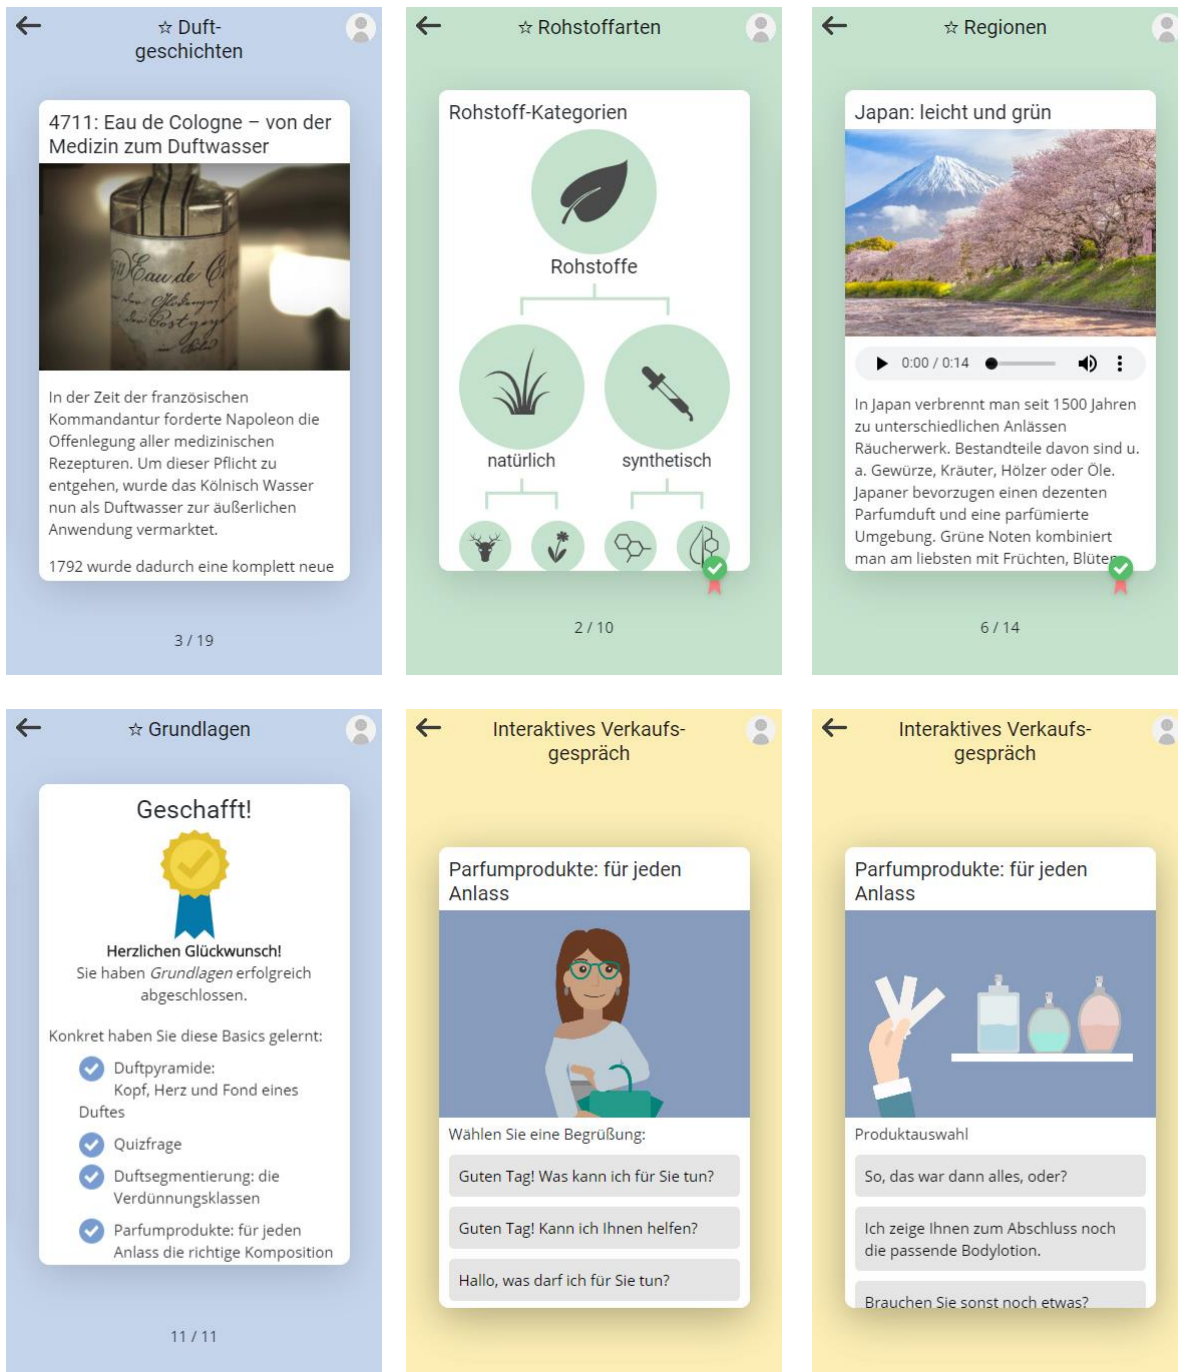 ☆ Duft-
geschichten
4711: Eau de Cologne – von der
Medizin zum Duftwasser
Eau de
In der Zeit der französischen
Kommandantur forderte Napoleon die
Offenlegung aller medizinischen
Rezepturen. Um dieser Pflicht zu
entgehen, wurde das Kölnisch Wasser
nun als Duftwasser zur äußerlichen
Anwendung vermarktet.
1792 wurde dadurch eine komplett neue
3 / 19
☆ Rohstoffarten
Rohstoff-Kategorien
Rohstoffe
natürlich
synthetisch
2 / 10
☆ Regionen
Japan: leicht und grün
0:00 / 0:14
In Japan verbrennt man seit 1500 Jahren
zu unterschiedlichen Anlässen
Räucherwerk. Bestandteile davon sind u.
a. Gewürze, Kräuter, Hölzer oder Öle.
Japaner bevorzugen einen dezenten
Parfumduft und eine parfümierte
Umgebung. Grüne Noten kombiniert
man am liebsten mit Früchten, Blüten
6 / 14
☆ Grundlagen
Geschafft!
Herzlichen Glückwunsch!
Sie haben Grundlagen erfolgreich
abgeschlossen.
Konkret haben Sie diese Basics gelernt:
Duftpyramide:
Kopf, Herz und Fond eines
Duftes
Quizfrage
Duftsegmentierung: die
Verdünnungsklassen
Parfumprodukte: für jeden
Anlass die richtige Komposition
11 / 11
Interaktives Verkaufs-
gespräch
Parfumprodukte: für jeden
Anlass
Wählen Sie eine Begrüßung:
Guten Tag! Was kann ich für Sie tun?
Guten Tag! Kann ich Ihnen helfen?
Hallo, was darf ich für Sie tun?
Interaktives Verkaufs-
gespräch
Parfumprodukte: für jeden
Anlass
Produktauswahl
So, das war dann alles, oder?
Ich zeige Ihnen zum Abschluss noch
die passende Bodylotion.
Brauchen Sie sonst noch etwas?